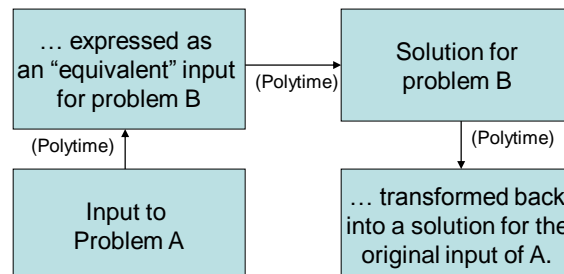 … expressed as
an “equivalent” input
for problem B
(Polytime)
Solution for
problem B
(Polytime)
(Polytime)
Input to
Problem A
… transformed back
into a solution for the
original input of A.